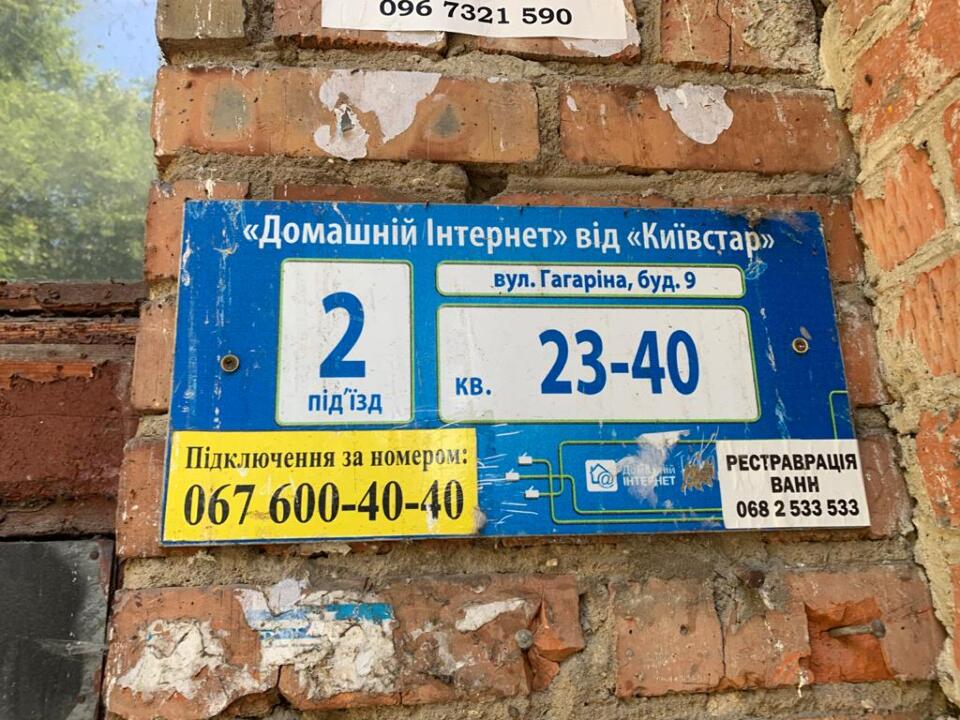 096 7321 590
«Домашній Інтернет» від «Київстар»
2
під'їзд
вул. Гагаріна, буд. 9
кв. 23-40
Підключення за номером:
067 600-40-40
ДОМАШНІЙ
ІНТЕРНЕТ
РЕСТРАВРАЦІЯ
ВАНН
068 2 533 533